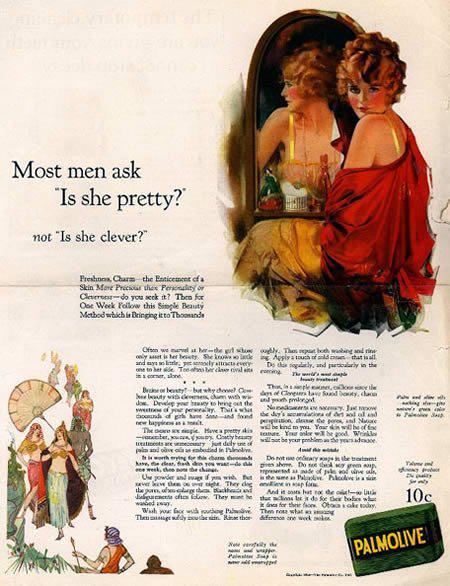 Most men ask
"Is she pretty?"
not "Is she clever?"
Freshness, Charm—the Enticement of a
Skin More Precious than Personality or
Cleverness—do you seek it? Then for
One Week Follow this Simple Beauty
Method which is Bringing it to Thousands
Often we marvel at her—the girl whose
only asset is her beauty. She knows so little
and says so little, yet serenely attracts every-
one to her side. Too often her clever rival sits
in a corner, alone.
Brains or beauty?—but why choose? Com-
bine beauty with cleverness, charm with wis-
dom. Develop your beauty to bring out the
sweetness of your personality. That's what
thousands of girls have done—and found
new happiness as a result.
The means are simple. Have a pretty skin
—remember, you can, if you try. Costly beauty
treatments are unnecessary—just daily use of
palm and olive oils as embodied in Palmolive.
It is worth trying for this charm thousands
have, the clear, fresh skin you want—do this
one week, then note the change.
Use powder and rouge if you wish. But
never leave them on over night. They clog
the pores, often enlarge them. Blackheads and
disfigurements often follow. They must be
washed away.
Wash your face with soothing Palmolive.
Then massage softly into the skin. Rinse thor-
oughly. Then repeat both washing and rins-
ing. Apply a touch of cold cream—that is all.
Do this regularly, and particularly in the
evening.
The world's most simple
beauty treatment
Thus, in a simple manner, millions since the
days of Cleopatra have found beauty, charm
and youth prolonged.
No medicaments are necessary. Just remove
the day's accumulations of dirt and oil and
perspiration, cleanse the pores, and Nature
will be kind to you. Your skin will be of fine
texture. Your color will be good. Wrinkles
will not be your problem as the years advance.
Avoid this mistake
Do not use ordinary soaps in the treatment
given above. Do not think any green soap,
represented as made of palm and olive oils,
is the same as Palmolive. Palmolive is a skin
emollient in soap form.
And it costs but 10c the cake!—so little
that millions let it do for their bodies what
it does for their faces. Obtain a cake today.
Then note what an amazing
difference one week makes.
Note carefully the
name and wrapper.
Palmolive Soap is
never sold unwrapped
Palm and olive oils
—nothing else—give
nature's green color
to Palmolive Soap.
Volume and
efficiency produce
25c quality
for only
10c
PALMOLIVE